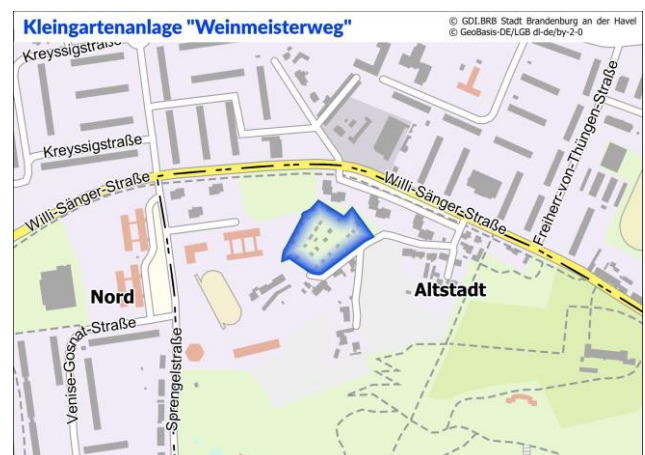 Kleingartenanlage "Weinmeisterweg"
© GDI.BRB Stadt Brandenburg an der Havel
© GeoBasis-DE/LGB dl-de/by-2-0
Kreyssigstraße
Kreyssigstraße
Willi-Sänger-Straße
Willi-Sänger-Straße
Freiherr-von-Thüngen-Straße
Nord
Altstadt
Venise-Gosnat-Straße
Sprengelstraße